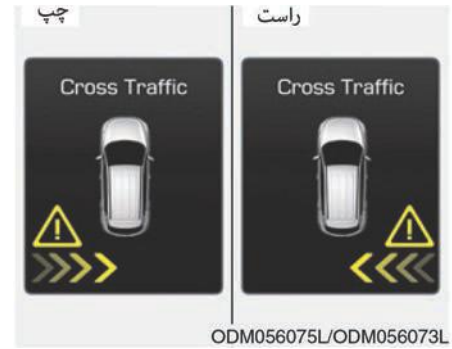 راست
چپ
Cross Traffic
Cross Traffic
ODM056075L/ODM056073L